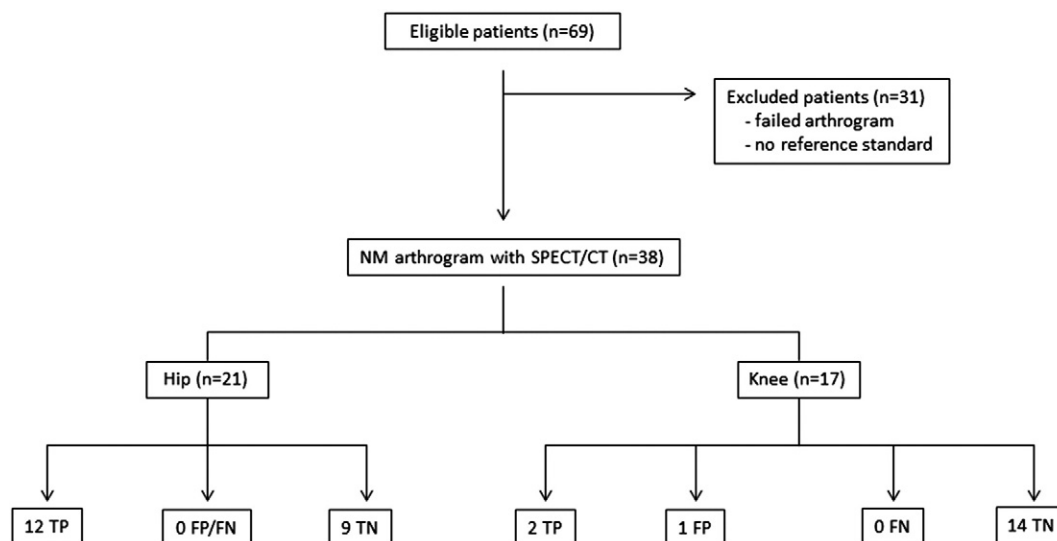 Eligible patients (n=69)
Excluded patients (n=31)
- failed arthrogram
- no reference standard
NM arthrogram with SPECT/CT (n=38)
Hip (n=21)
Knee (n=17)
12 TP
0 FP/FN
9 TN
2 TP
1 FP
0 FN
14 TN